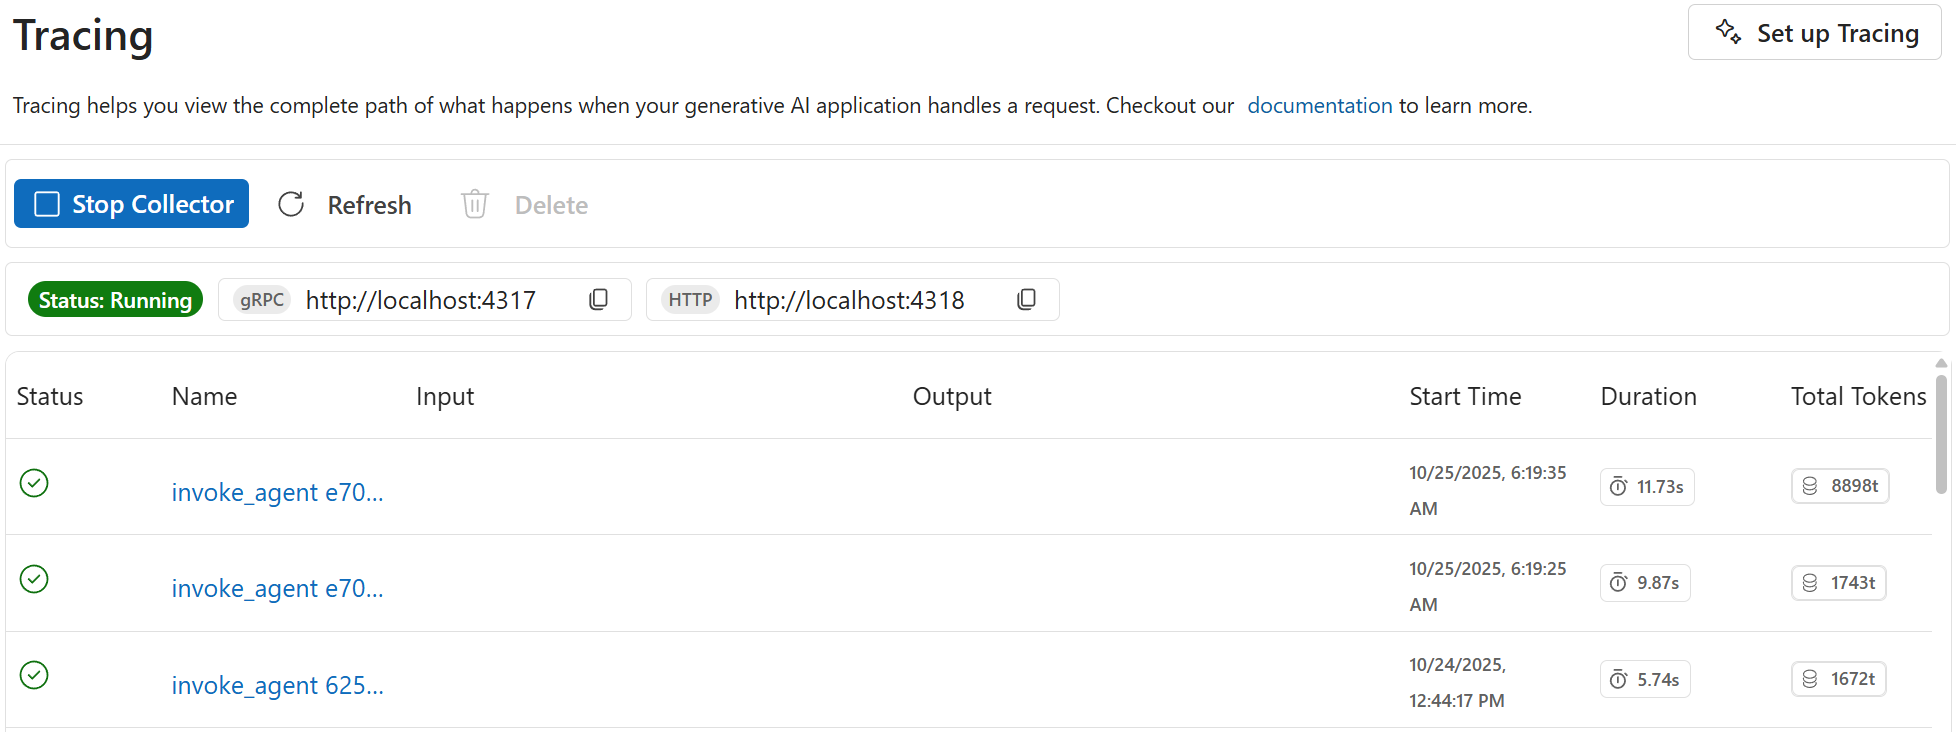 Tracing
Set up Tracing
Tracing helps you view the complete path of what happens when your generative AI application handles a request. Checkout our documentation to learn more.
Stop Collector Refresh Delete
Status: Running gRPC http://localhost:4317 HTTP http://localhost:4318
Status Name Input Output Start Time Duration Total Tokens
invoke_agent e70... 10/25/2025, 6:19:35 AM 11.73s 8898t
invoke_agent e70... 10/25/2025, 6:19:25 AM 9.87s 1743t
invoke_agent 625... 10/24/2025, 12:44:17 PM 5.74s 1672t